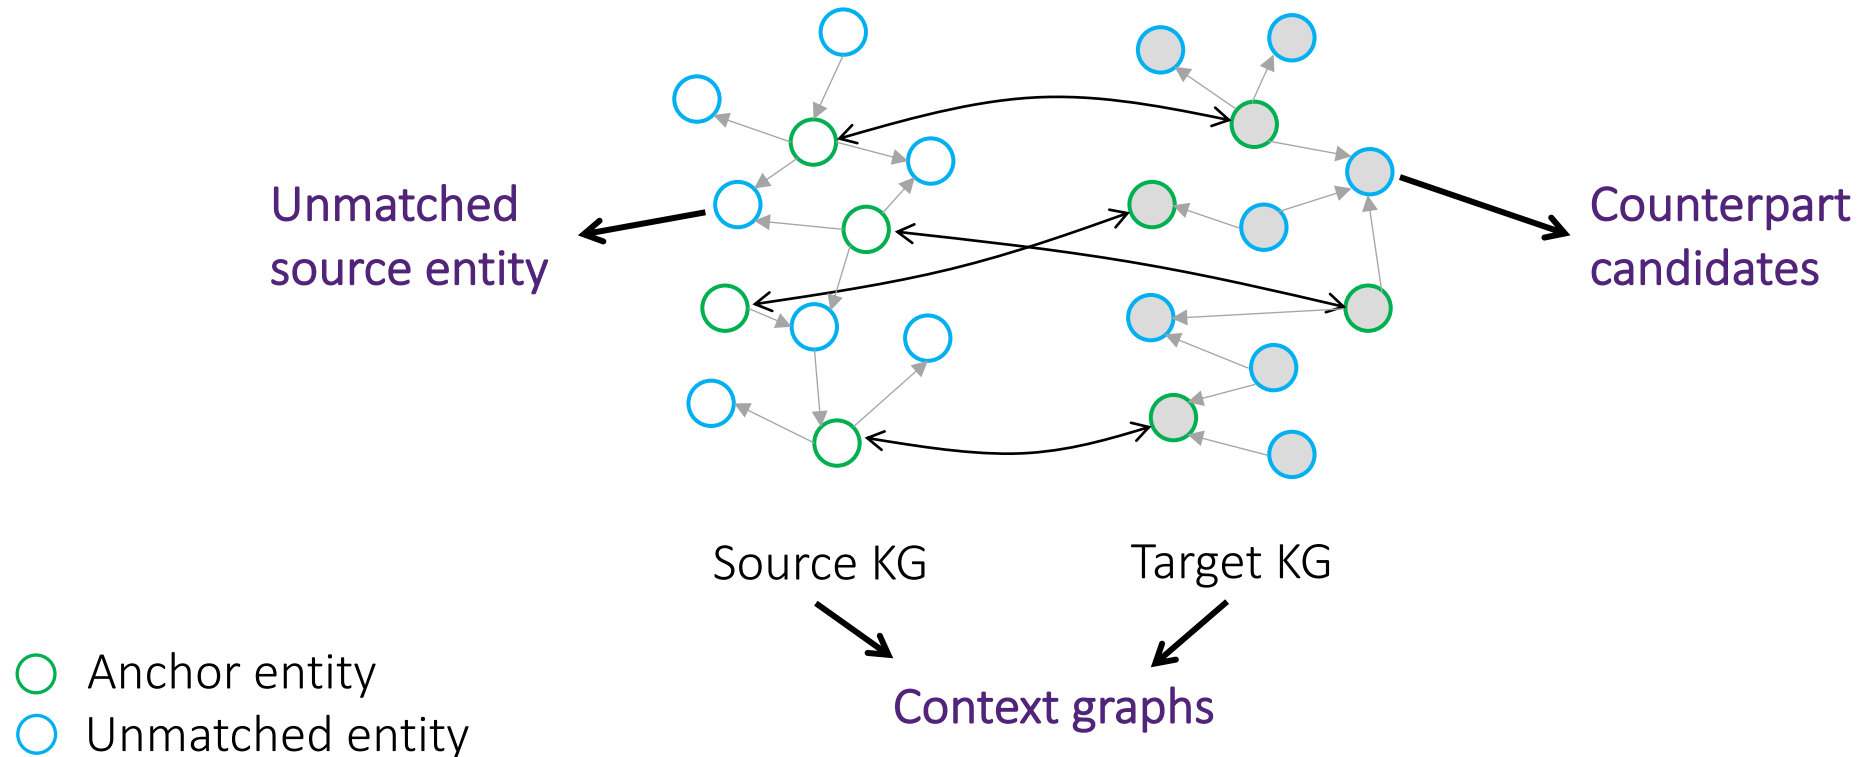 Unmatched
source entity
Counterpart
candidates
Source KG
Target KG
Context graphs
Anchor entity
Unmatched entity